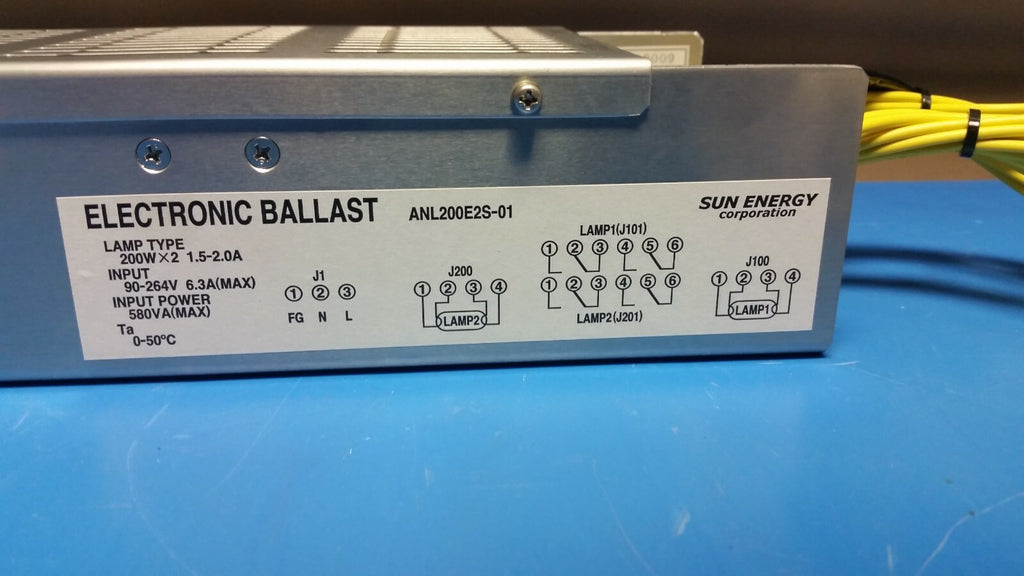 ELECTRONIC BALLAST
ANL200E2S-01
SUN ENERGY
corporation
LAMP TYPE
200W×2 1.5-2.0A
INPUT
90-264V 6.3A(MAX)
INPUT POWER
580VA(MAX)
Ta
0-50°C
J1
① ② ③
FG N L
J200
① ② ③ ④
LAMP2
LAMP1(J101)
① ② ③ ④ ⑤ ⑥
① ② ③ ④ ⑤ ⑥
LAMP2(J201)
J100
① ② ③ ④
LAMP1